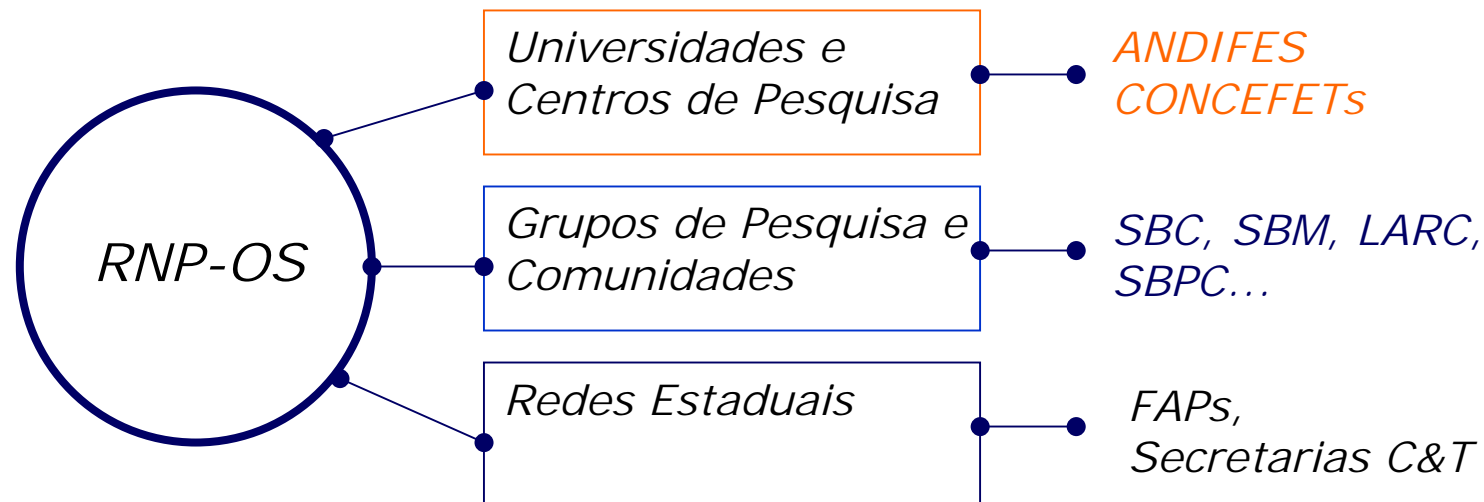 RNP-OS
Universidades e
Centros de Pesquisa
ANDIFES
CONCEFETs
Grupos de Pesquisa e
Comunidades
SBC, SBM, LARC,
SBPC...
Redes Estaduais
FAPs,
Secretarias C&T